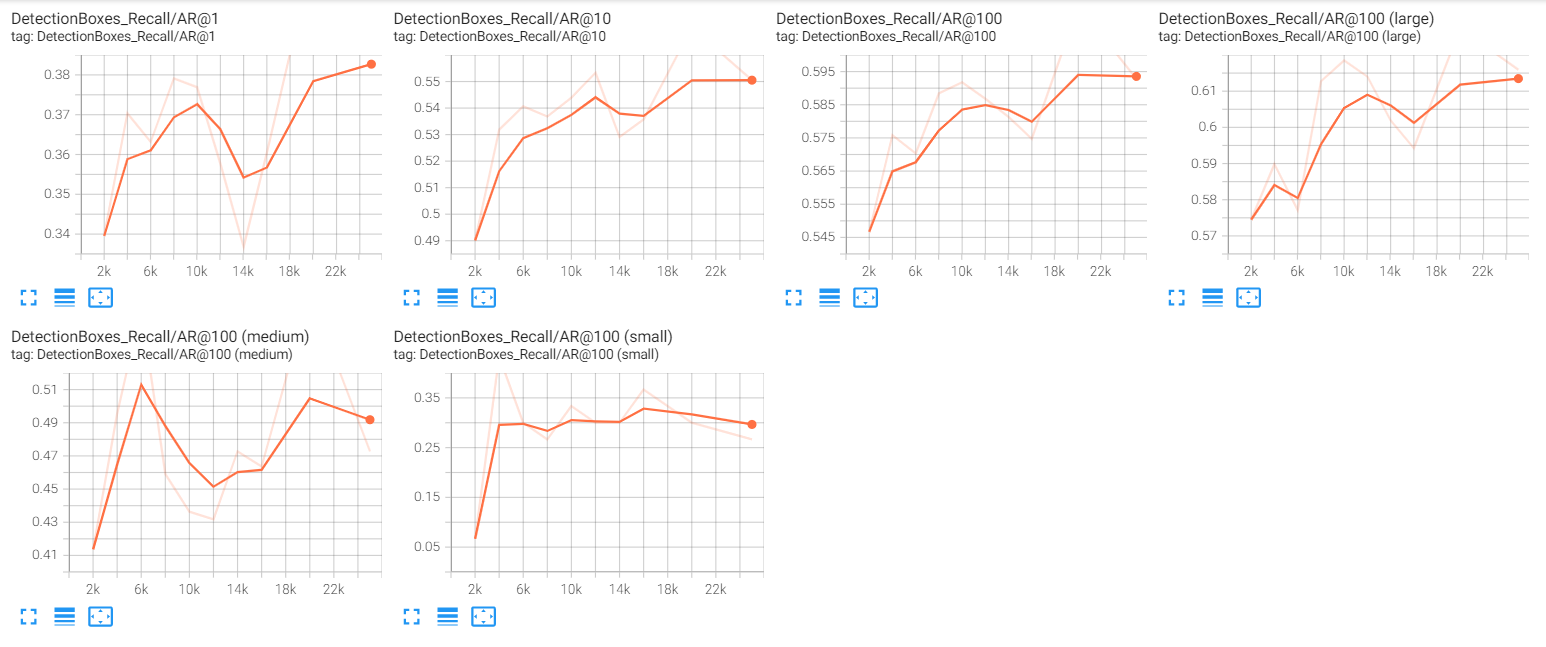 DetectionBoxes_Recall/AR@1
tag: DetectionBoxes_Recall/AR@1
0.38
0.37
0.36
0.35
0.34
2k 6k 10k 14k 18k 22k
DetectionBoxes_Recall/AR@10
tag: DetectionBoxes_Recall/AR@10
0.55
0.54
0.53
0.52
0.51
0.5
0.49
2k 6k 10k 14k 18k 22k
DetectionBoxes_Recall/AR@100
tag: DetectionBoxes_Recall/AR@100
0.595
0.585
0.575
0.565
0.555
0.545
2k 6k 10k 14k 18k 22k
DetectionBoxes_Recall/AR@100 (large)
tag: DetectionBoxes_Recall/AR@100 (large)
0.61
0.6
0.59
0.58
0.57
2k 6k 10k 14k 18k 22k
DetectionBoxes_Recall/AR@100 (medium)
tag: DetectionBoxes_Recall/AR@100 (medium)
0.51
0.49
0.47
0.45
0.43
0.41
2k 6k 10k 14k 18k 22k
DetectionBoxes_Recall/AR@100 (small)
tag: DetectionBoxes_Recall/AR@100 (small)
0.35
0.25
0.15
0.05
2k 6k 10k 14k 18k 22k